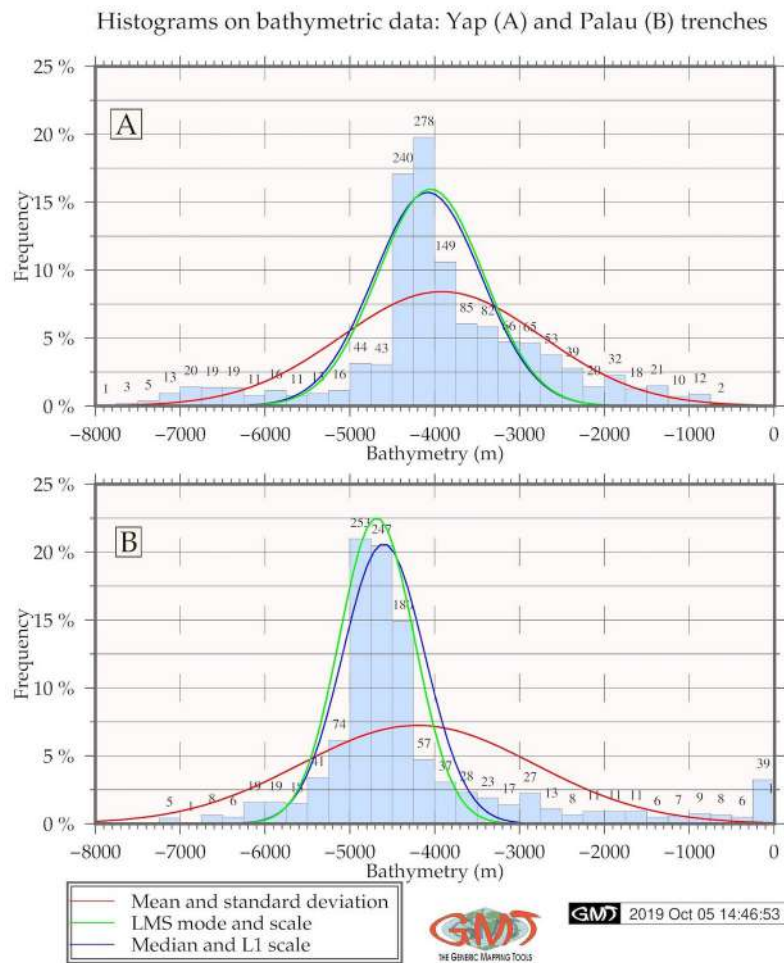 Histograms on bathymetric data: Yap (A) and Palau (B) trenches
25 %
20 %
15 %
10 %
5 %
0 %
Frequency
A
1 3 5 13 20 19 19 11 16 11 16 44 43 240 278 149 85 82 65 53 39 20 32 18 21 10 12 2
−8000 −7000 −6000 −5000 −4000 −3000 −2000 −1000 0
Bathymetry (m)
25 %
20 %
15 %
10 %
5 %
0 %
Frequency
B
5 1 8 6 19 19 41 74 253 247 57 37 28 23 17 27 13 8 11 11 11 6 7 9 8 6 39 1
−8000 −7000 −6000 −5000 −4000 −3000 −2000 −1000 0
Bathymetry (m)
Mean and standard deviation
LMS mode and scale
Median and L1 scale
GMT
THE GENERIC MAPPING TOOLS
GMT 2019 Oct 05 14:46:53